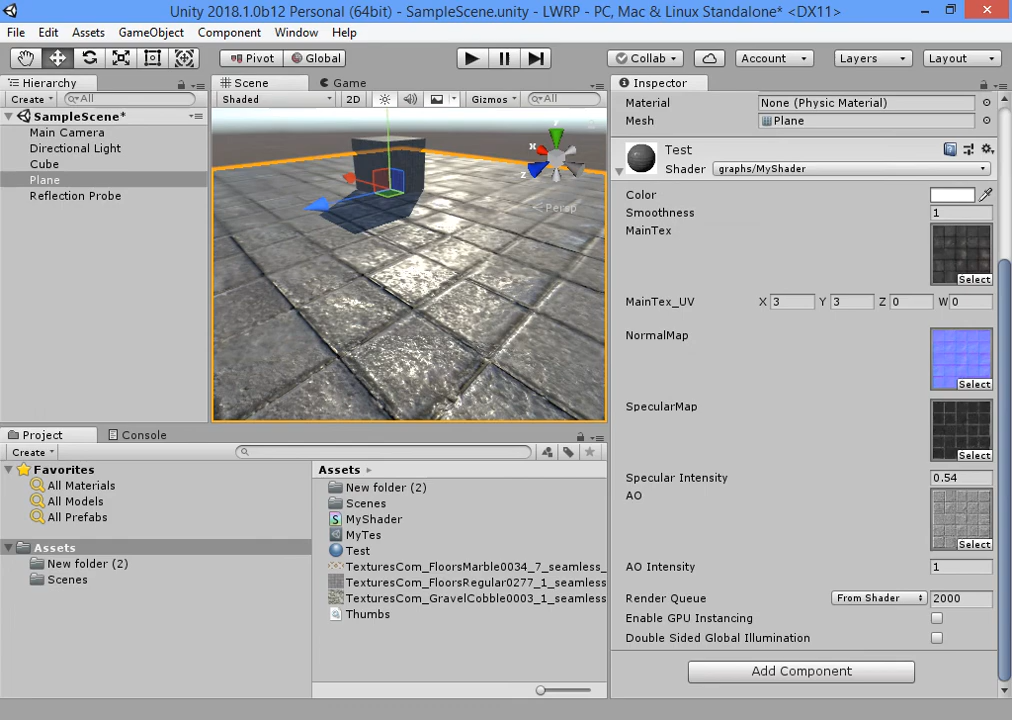 Unity 2018.1.0b12 Personal (64bit) - SampleScene.unity - LWRP - PC, Mac & Linux Standalone* <DX11>
File Edit Assets GameObject Component Window Help
Pivot Global Collab Account Layers Layout
Hierarchy
Create All
SampleScene*
Main Camera
Directional Light
Cube
Plane
Reflection Probe
Scene Game
Shaded 2D Gizmos All
x
z
Persp
Inspector
Material None (Physic Material)
Mesh Plane
Test
Shader graphs/MyShader
Color
Smoothness 1
MainTex
Select
MainTex_UV X 3 Y 3 Z 0 W 0
NormalMap
Select
SpecularMap
Select
Specular Intensity 0.54
AO
Select
AO Intensity 1
Render Queue From Shader 2000
Enable GPU Instancing
Double Sided Global Illumination
Add Component
Project Console
Create
Favorites
All Materials
All Models
All Prefabs
Assets
New folder (2)
Scenes
Assets
New folder (2)
Scenes
MyShader
MyTes
Test
TexturesCom_FloorsMarble0034_7_seamless_
TexturesCom_FloorsRegular0277_1_seamless
TexturesCom_GravelCobble0003_1_seamless
Thumbs